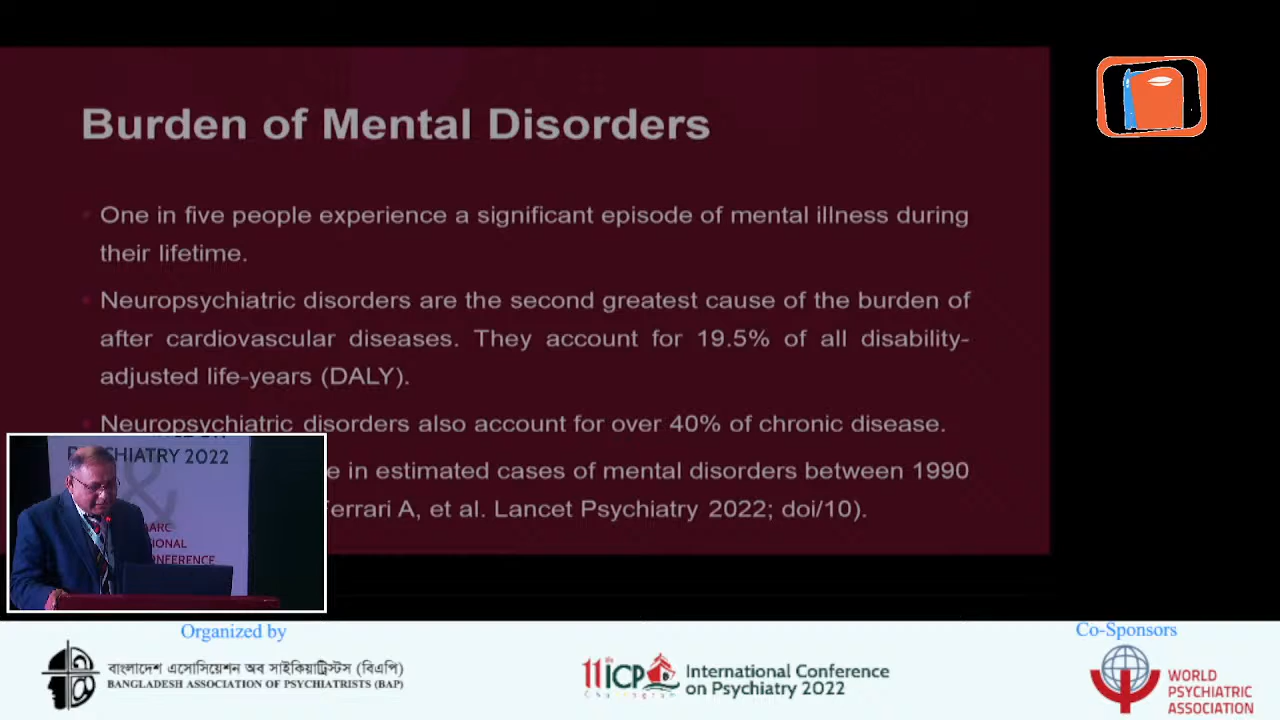 Burden of Mental Disorders
One in five people experience a significant episode of mental illness during
their lifetime.
Neuropsychiatric disorders are the second greatest cause of the burden of
after cardiovascular diseases. They account for 19.5% of all disability-
adjusted life-years (DALY).
Neuropsychiatric disorders also account for over 40% of chronic disease.
in estimated cases of mental disorders between 1990
Ferrari A, et al. Lancet Psychiatry 2022; doi/10).
PSYCHIATRY 2022
Organized by
বাংলাদেশ এসোসিয়েশন অব সাইকিয়াট্রিস্টস (বিএপি)
BANGLADESH ASSOCIATION OF PSYCHIATRISTS (BAP)
11 ICP
International Conference
on Psychiatry 2022
Co-Sponsors
WORLD
PSYCHIATRIC
ASSOCIATION